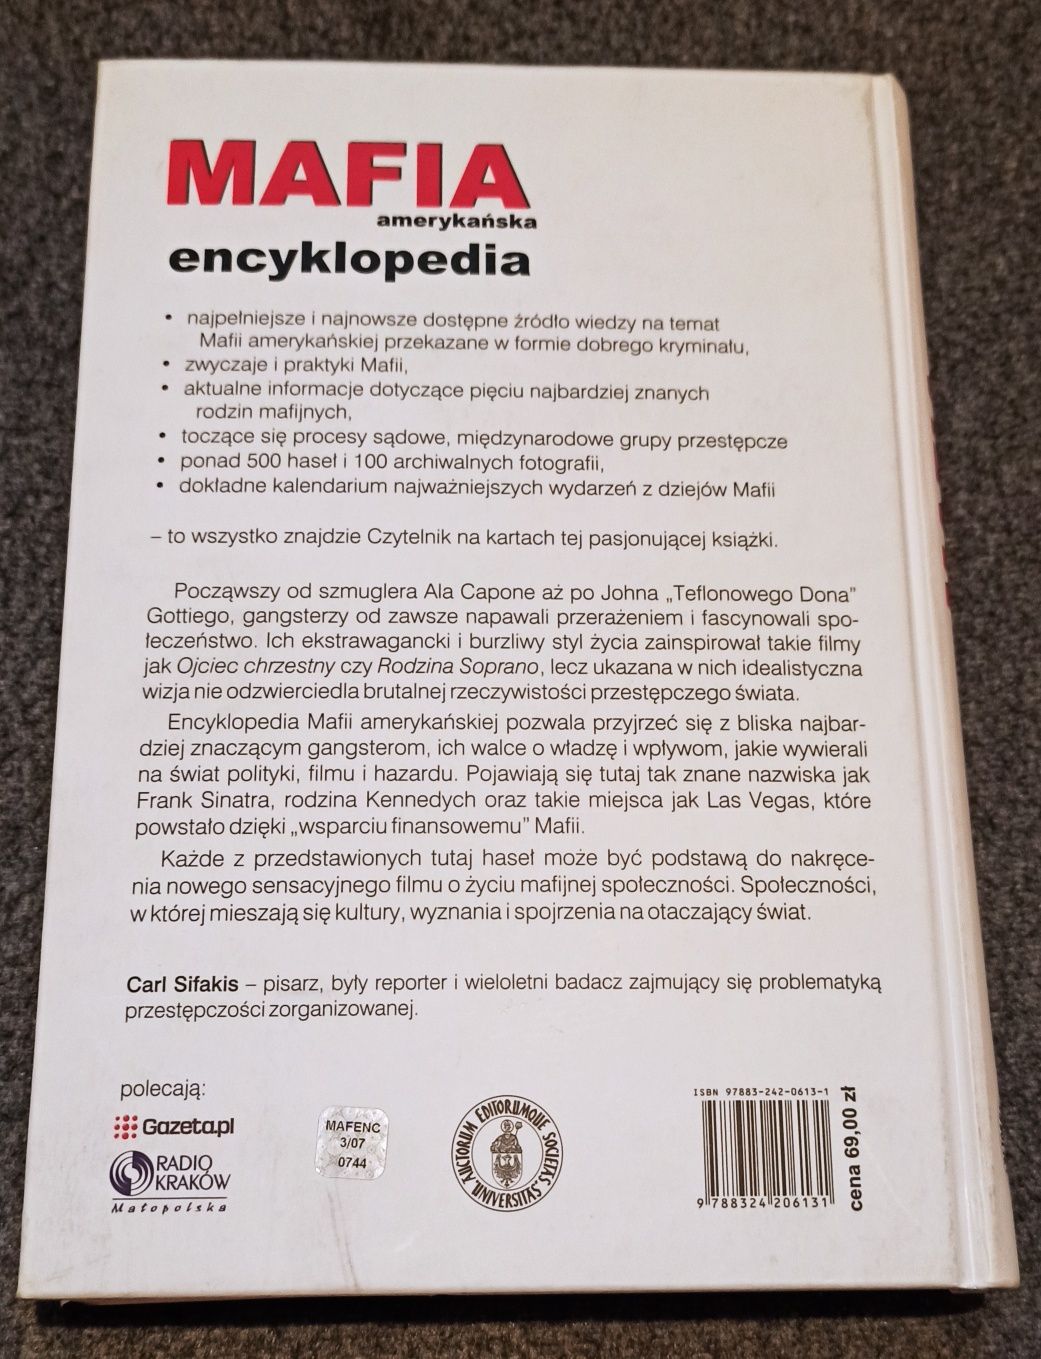 MAFIA
amerykańska
encyklopedia
• najpełniejsze i najnowsze dostępne źródło wiedzy na temat
Mafii amerykańskiej przekazane w formie dobrego kryminału,
• zwyczaje i praktyki Mafii,
• aktualne informacje dotyczące pięciu najbardziej znanych
rodzin mafijnych,
• toczące się procesy sądowe, międzynarodowe grupy przestępcze
• ponad 500 haseł i 100 archiwalnych fotografii,
• dokładne kalendarium najważniejszych wydarzeń z dziejów Mafii
– to wszystko znajdzie Czytelnik na kartach tej pasjonującej książki.
Począwszy od szmuglera Ala Capone aż po Johna „Teflonowego Dona”
Gottiego, gangsterzy od zawsze napawali przerażeniem i fascynowali spo-
łeczeństwo. Ich ekstrawagancki i burzliwy styl życia zainspirował takie filmy
jak Ojciec chrzestny czy Rodzina Soprano, lecz ukazana w nich idealistyczna
wizja nie odzwierciedla brutalnej rzeczywistości przestępczego świata.
Encyklopedia Mafii amerykańskiej pozwala przyjrzeć się z bliska najbar-
dziej znaczącym gangsterom, ich walce o władzę i wpływom, jakie wywierali
na świat polityki, filmu i hazardu. Pojawiają się tutaj tak znane nazwiska jak
Frank Sinatra, rodzina Kennedych oraz takie miejsca jak Las Vegas, które
powstało dzięki „wsparciu finansowemu” Mafii.
Każde z przedstawionych tutaj haseł może być podstawą do nakręce-
nia nowego sensacyjnego filmu o życiu mafijnej społeczności. Społeczności,
w której mieszają się kultury, wyznania i spojrzenia na otaczający świat.
Carl Sifakis – pisarz, były reporter i wieloletni badacz zajmujący się problematyką
przestępczości zorganizowanej.
polecają:
Gazeta.pl
RADIO
KRAKÓW
Małopolska
MAFENC
3/07
0744
AUCTORUM EDITORUMQUE SOCIETAS "UNIVERSITAS"
ISBN 97883-242-0613-1
9 788324 206131
cena 69,00 zł